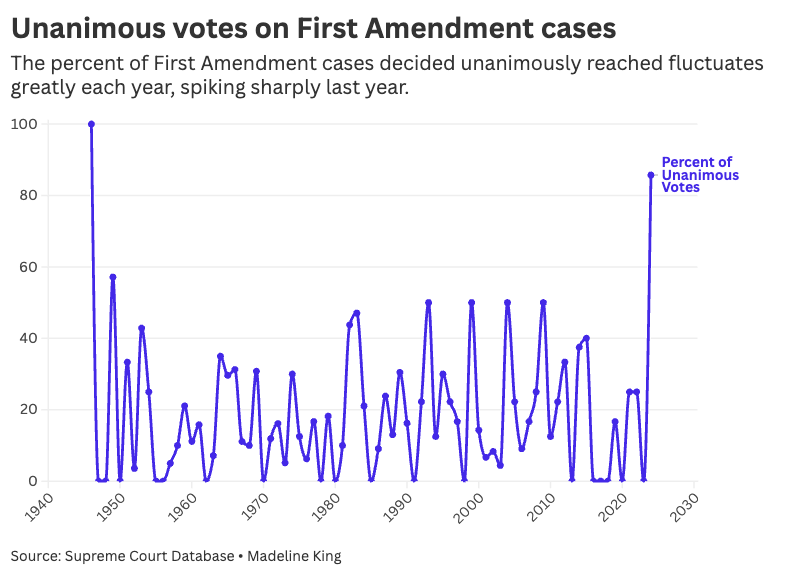 Unanimous votes on First Amendment cases
The percent of First Amendment cases decided unanimously reached fluctuates
greatly each year, spiking sharply last year.
100
80
60
40
20
0
Percent of
Unanimous
Votes
1940
1950
1960
1970
1980
1990
2000
2010
2020
2030
Source: Supreme Court Database • Madeline King